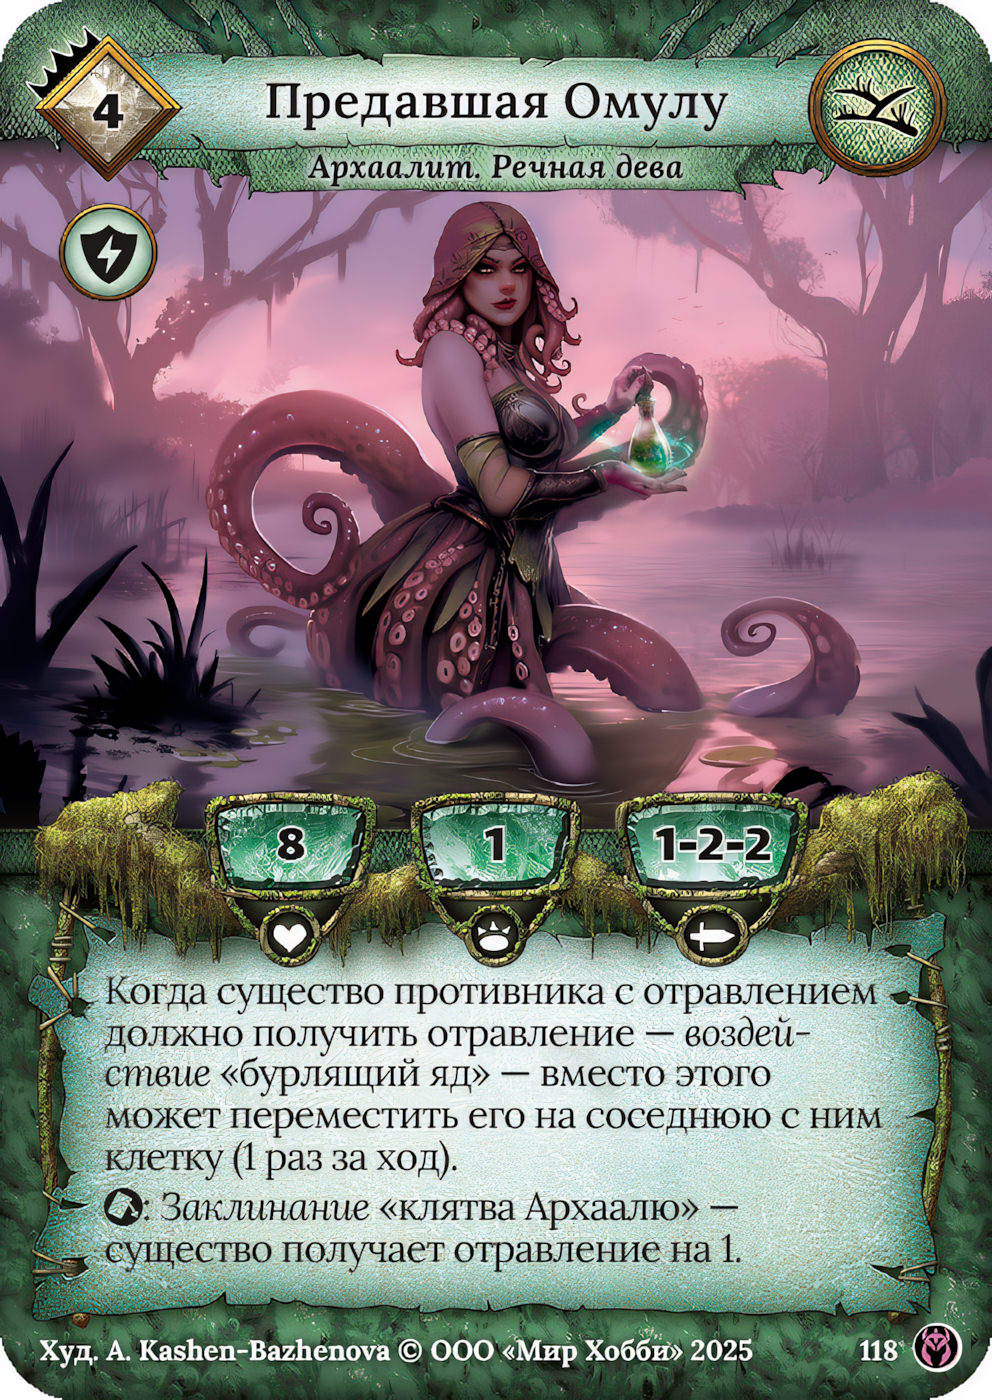 4
Предавшая Омулу
Архаалит. Речная дева
8
1
1-2-2
Когда существо противника с отравлением
должно получить отравление — воздей-
ствие «бурлящий яд» — вместо этого
может переместить его на соседнюю с ним
клетку (1 раз за ход).
: Заклинание «клятва Архаалю» —
существо получает отравление на 1.
Худ. А. Kashen-Bazhenova © ООО «Мир Хобби» 2025
118